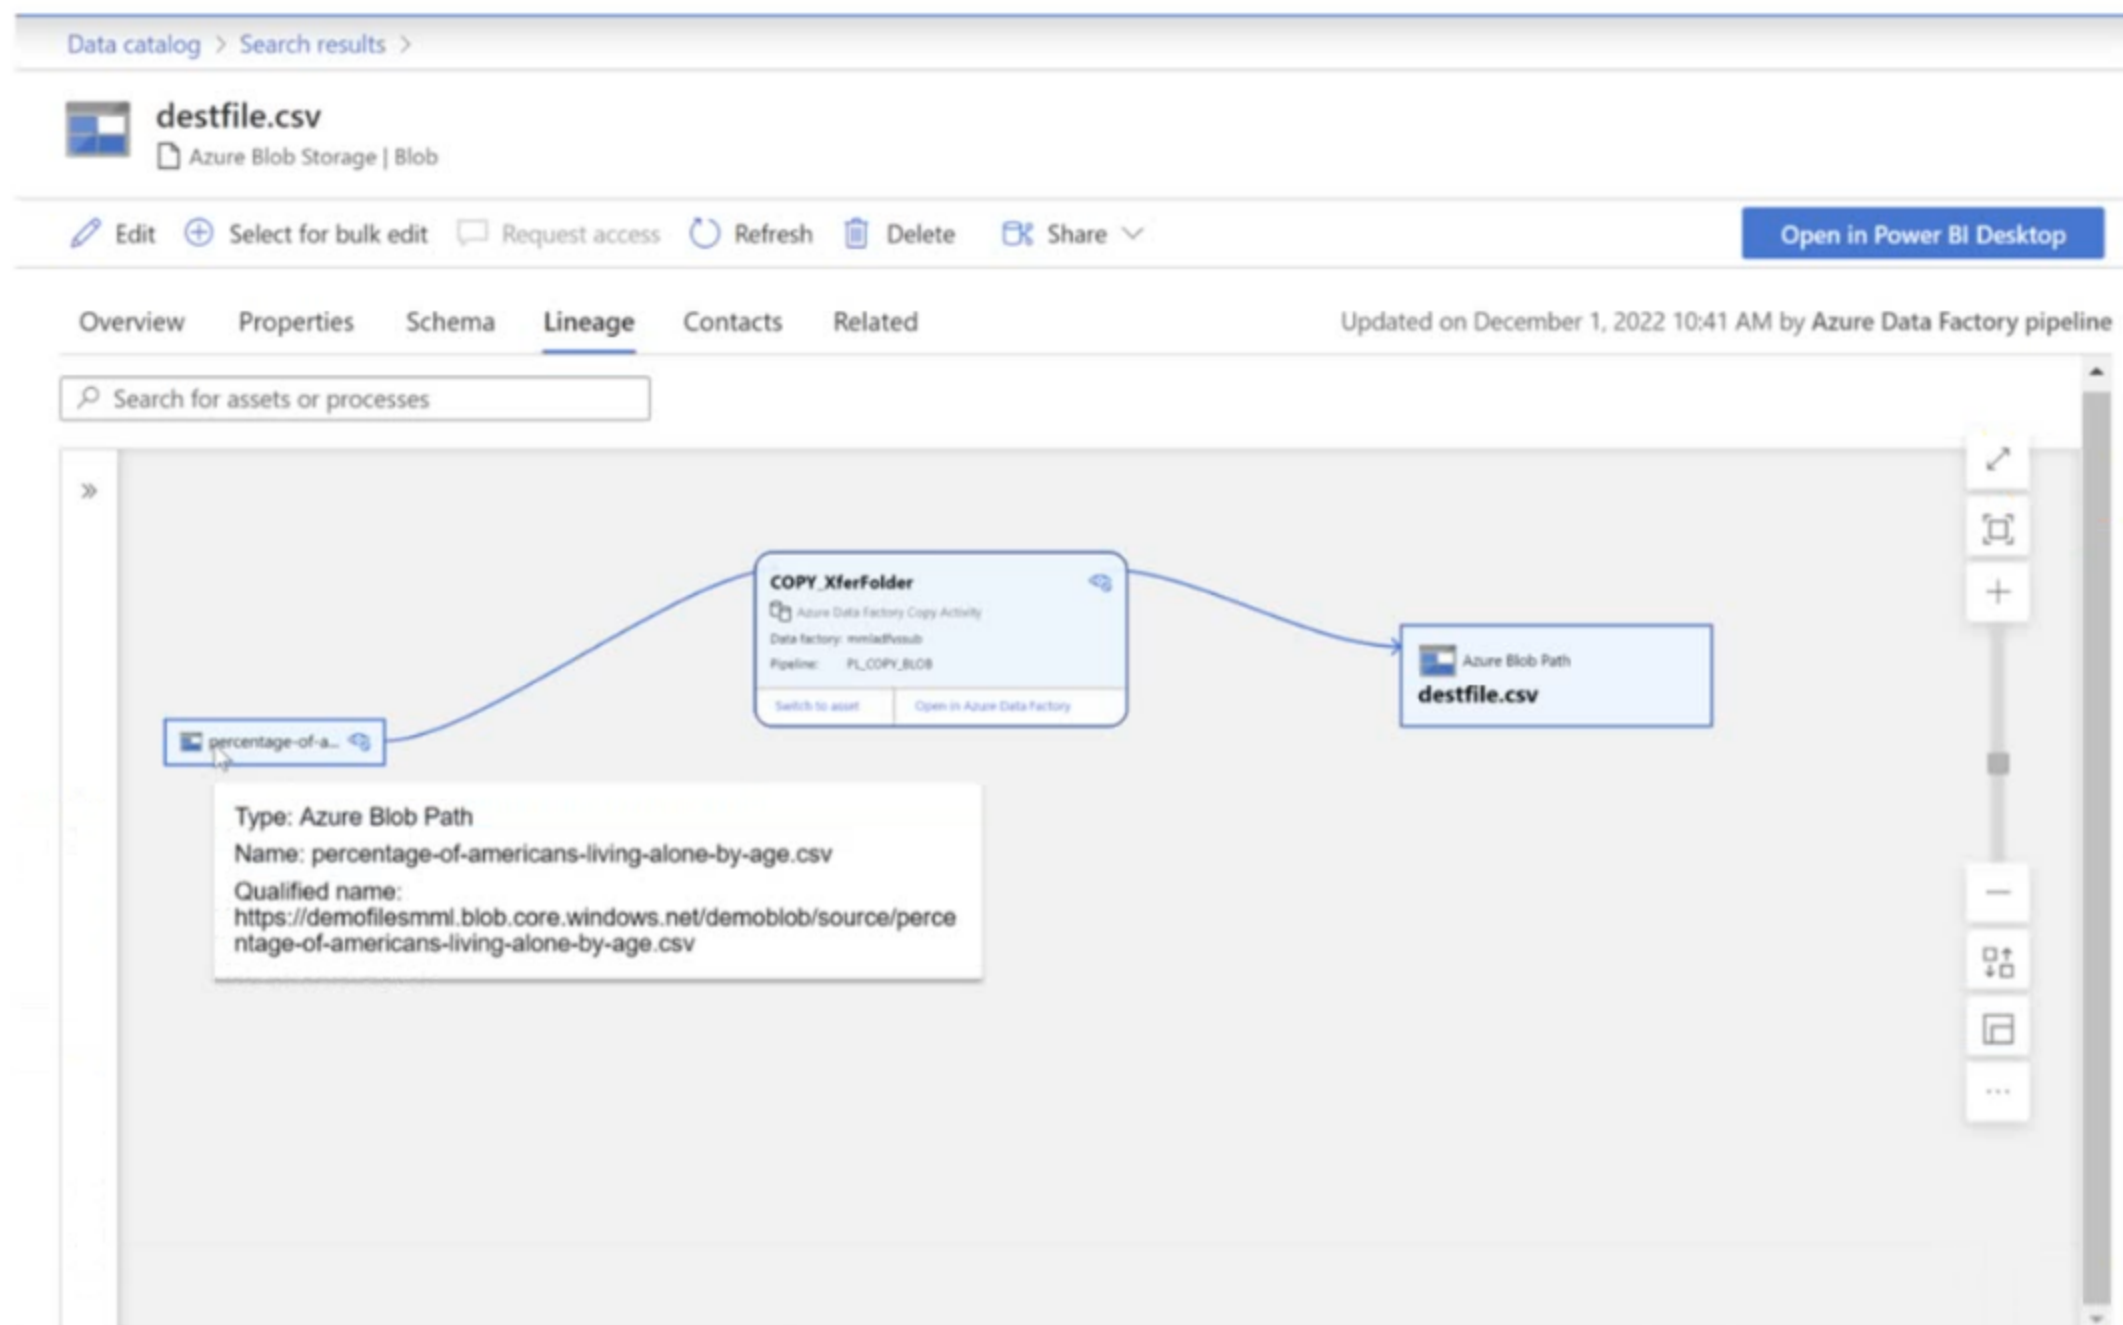 Data catalog > Search results >
destfile.csv
Azure Blob Storage | Blob
Edit Select for bulk edit Request access Refresh Delete Share Open in Power BI Desktop
Overview Properties Schema Lineage Contacts Related Updated on December 1, 2022 10:41 AM by Azure Data Factory pipeline
Search for assets or processes
COPY_XferFolder
Azure Data Factory Copy Activity
Data factory:
Pipeline: PL_COPY_BLOB
Switch to asset Open in Azure Data Factory
Azure Blob Path
destfile.csv
percentage-of-a...
Type: Azure Blob Path
Name: percentage-of-americans-living-alone-by-age.csv
Qualified name:
https://demofilesmml.blob.core.windows.net/demoblob/source/perce
ntage-of-americans-living-alone-by-age.csv